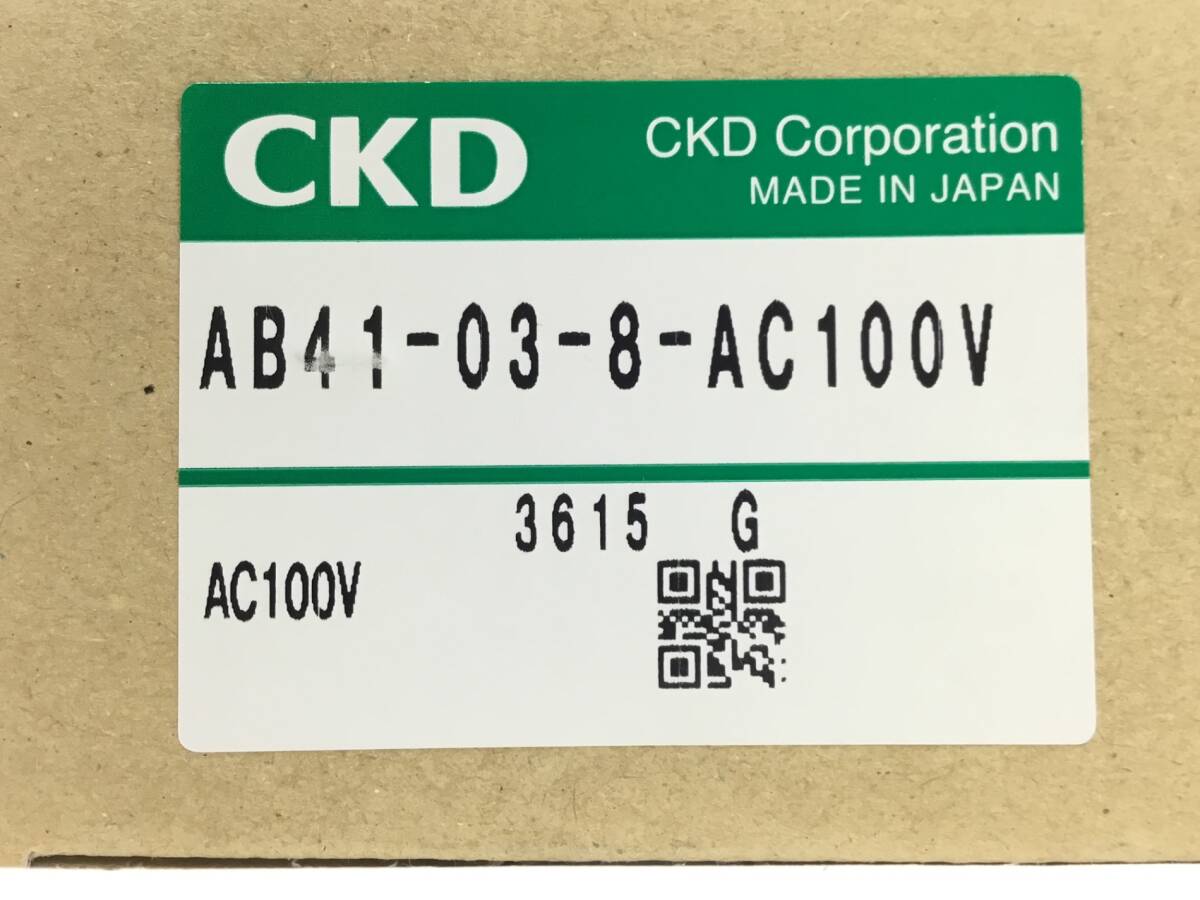 CKD
CKD Corporation
MADE IN JAPAN
AB41-03-8-AC100V
3615 G
AC100V